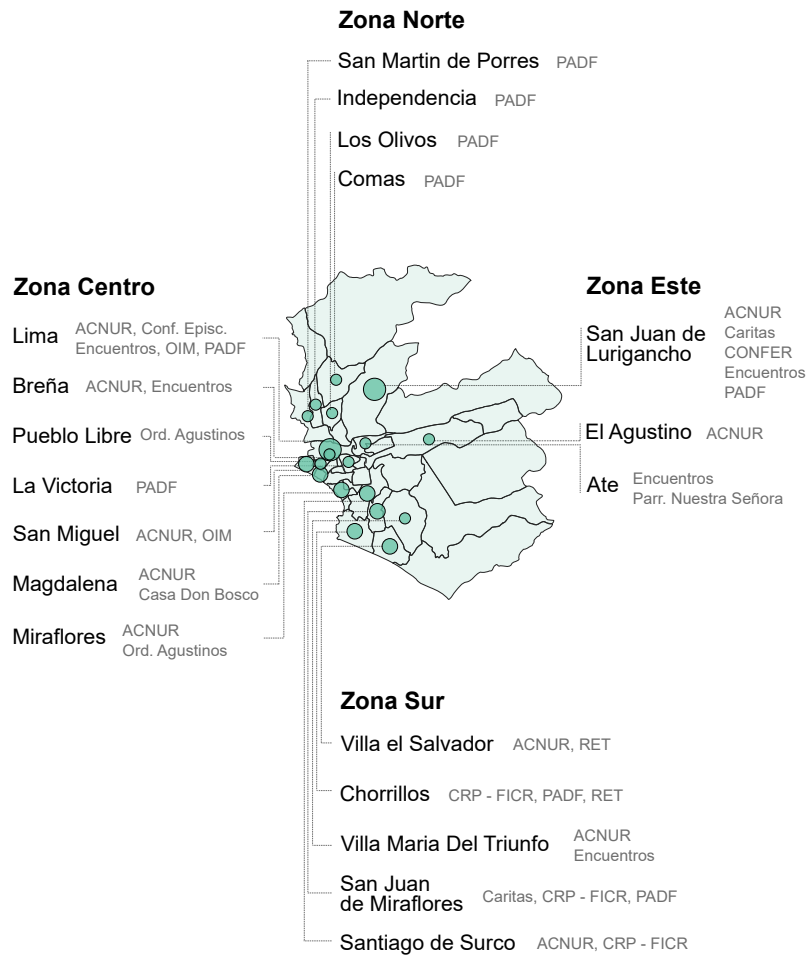 Zona Norte
San Martin de Porres PADF
Independencia PADF
Los Olivos PADF
Comas PADF
Zona Centro
Lima ACNUR, Conf. Episc.
Encuentros, OIM, PADF
Breña ACNUR, Encuentros
Pueblo Libre Ord. Agustinos
La Victoria PADF
San Miguel ACNUR, OIM
Magdalena ACNUR
Casa Don Bosco
Miraflores ACNUR
Ord. Agustinos
Zona Este
San Juan de
Lurigancho
ACNUR
Caritas
CONFER
Encuentros
PADF
El Agustino ACNUR
Ate Encuentros
Parr. Nuestra Señora
Zona Sur
Villa el Salvador ACNUR, RET
Chorrillos CRP - FICR, PADF, RET
Villa Maria Del Triunfo ACNUR
Encuentros
San Juan
de Miraflores Caritas, CRP - FICR, PADF
Santiago de Surco ACNUR, CRP - FICR